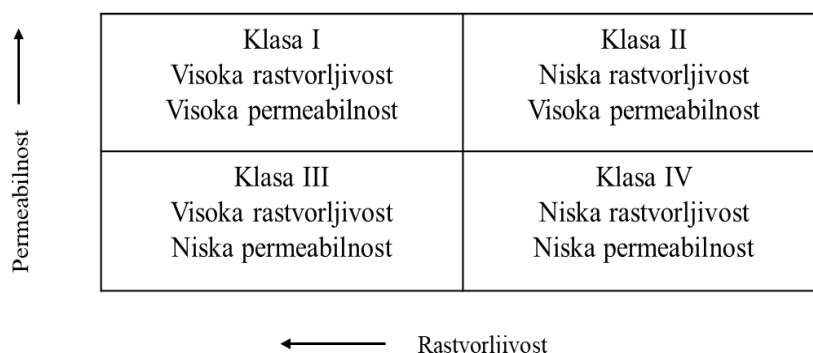 Permeabilnost
Klasa I
Visoka rastvorljivost
Visoka permeabilnost
Klasa II
Niska rastvorljivost
Visoka permeabilnost
Klasa III
Visoka rastvorljivost
Niska permeabilnost
Klasa IV
Niska rastvorljivost
Niska permeabilnost
Rastvorljivost